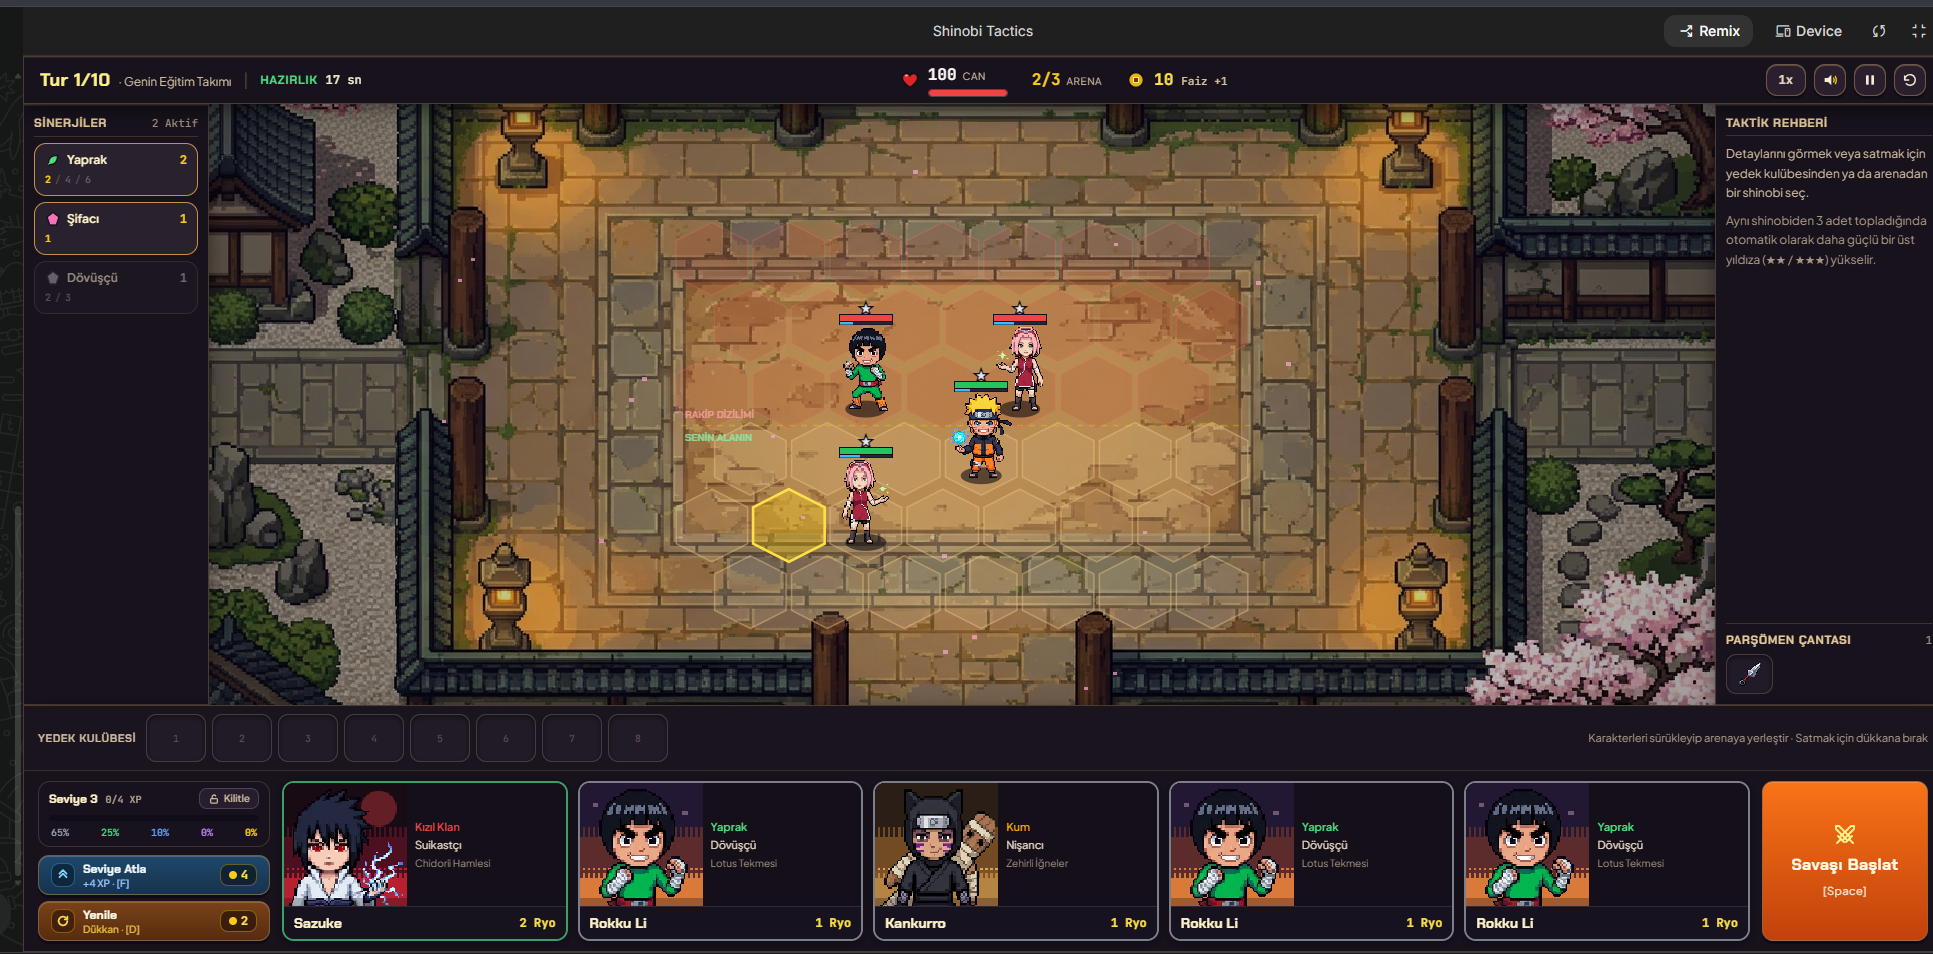 Shinobi Tactics
Remix
Device
Tur 1/10 · Genin Eğitim Takımı
HAZIRLIK 17 sn
100 CAN
2/3 ARENA
10 Faiz +1
1x
SİNERJİLER 2 Aktif
Yaprak 2
2 / 4 / 6
Şifacı 1
1
Dövüşçü 1
2 / 3
RAKİP DİZİLİMİ
SENİN ALANIN
TAKTİK REHBERİ
Detaylarını görmek veya satmak için
yedek kulübesinden ya da arenadan
bir shinobi seç.
Aynı shinobiden 3 adet topladığında
otomatik olarak daha güçlü bir üst
yıldıza (★★ / ★★★) yükselir.
PARŞÖMEN ÇANTASI 1
YEDEK KULÜBESİ
1 2 3 4 5 6 7 8
Karakterleri sürükleyip arenaya yerleştir · Satmak için dükkana bırak
Seviye 3 0/4 XP
Kilitle
65% 25% 10% 0% 0%
Seviye Atla
+4 XP · [F]
4
Yenile
Dükkan · [D]
2
Kızıl Klan
Suikastçı
Chidori Hamlesi
Sazuke 2 Ryo
Yaprak
Dövüşçü
Lotus Tekmesi
Rokku Li 1 Ryo
Kum
Nişancı
Zehirli İğneler
Kankurro 1 Ryo
Yaprak
Dövüşçü
Lotus Tekmesi
Rokku Li 1 Ryo
Yaprak
Dövüşçü
Lotus Tekmesi
Rokku Li 1 Ryo
Savaşı Başlat
[Space]